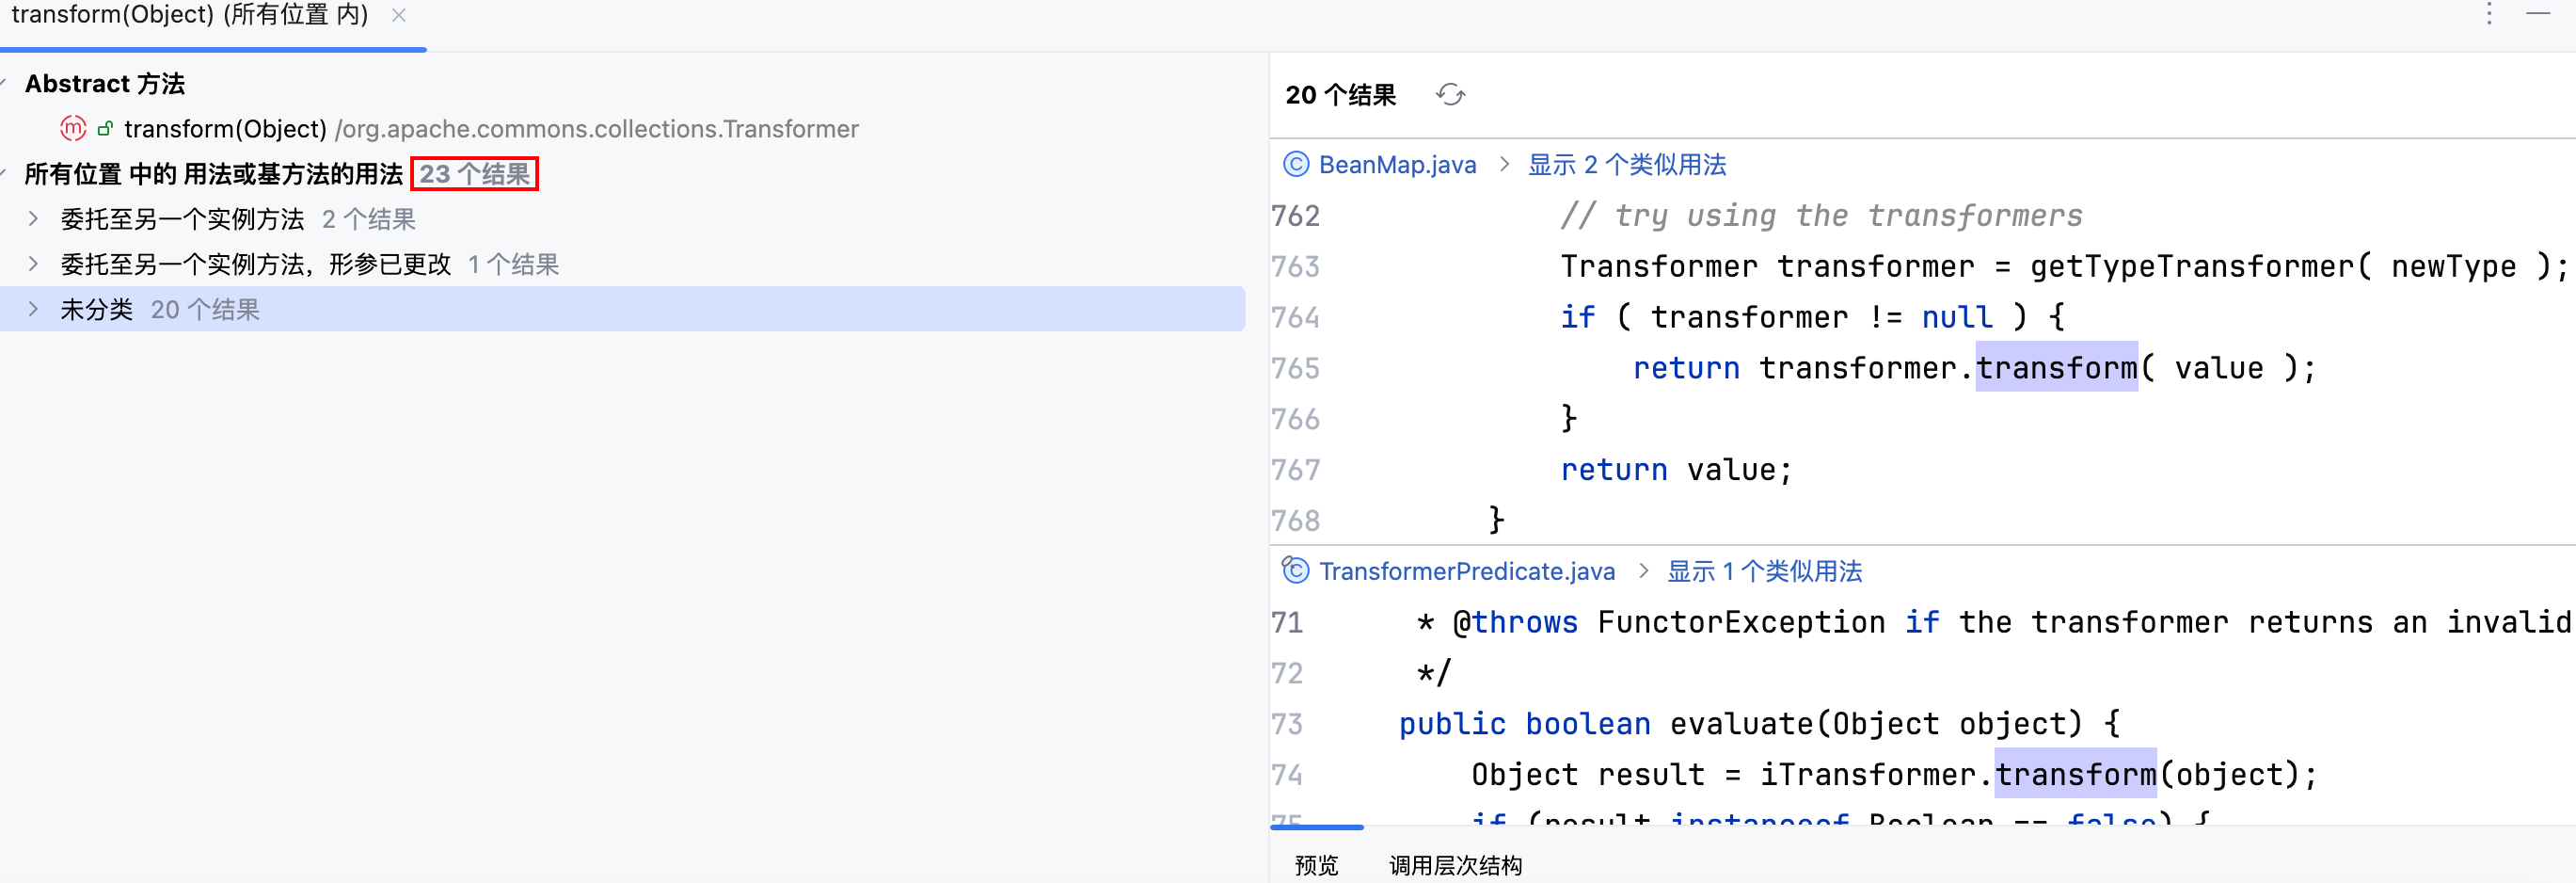 transform(Object) (所有位置 内)
Abstract 方法
transform(Object) /org.apache.commons.collections.Transformer
所有位置 中的 用法或基方法的用法 23 个结果
委托至另一个实例方法 2 个结果
委托至另一个实例方法，形参已更改 1 个结果
未分类 20 个结果
20 个结果
BeanMap.java > 显示 2 个类似用法
762 // try using the transformers
763 Transformer transformer = getTypeTransformer( newType );
764 if ( transformer != null ) {
765 return transformer.transform( value );
766 }
767 return value;
768 }
TransformerPredicate.java > 显示 1 个类似用法
71 * @throws FunctorException if the transformer returns an invalid
72 */
73 public boolean evaluate(Object object) {
74 Object result = iTransformer.transform(object);
75 if (result instanceof Boolean == false) {
预览 调用层次结构